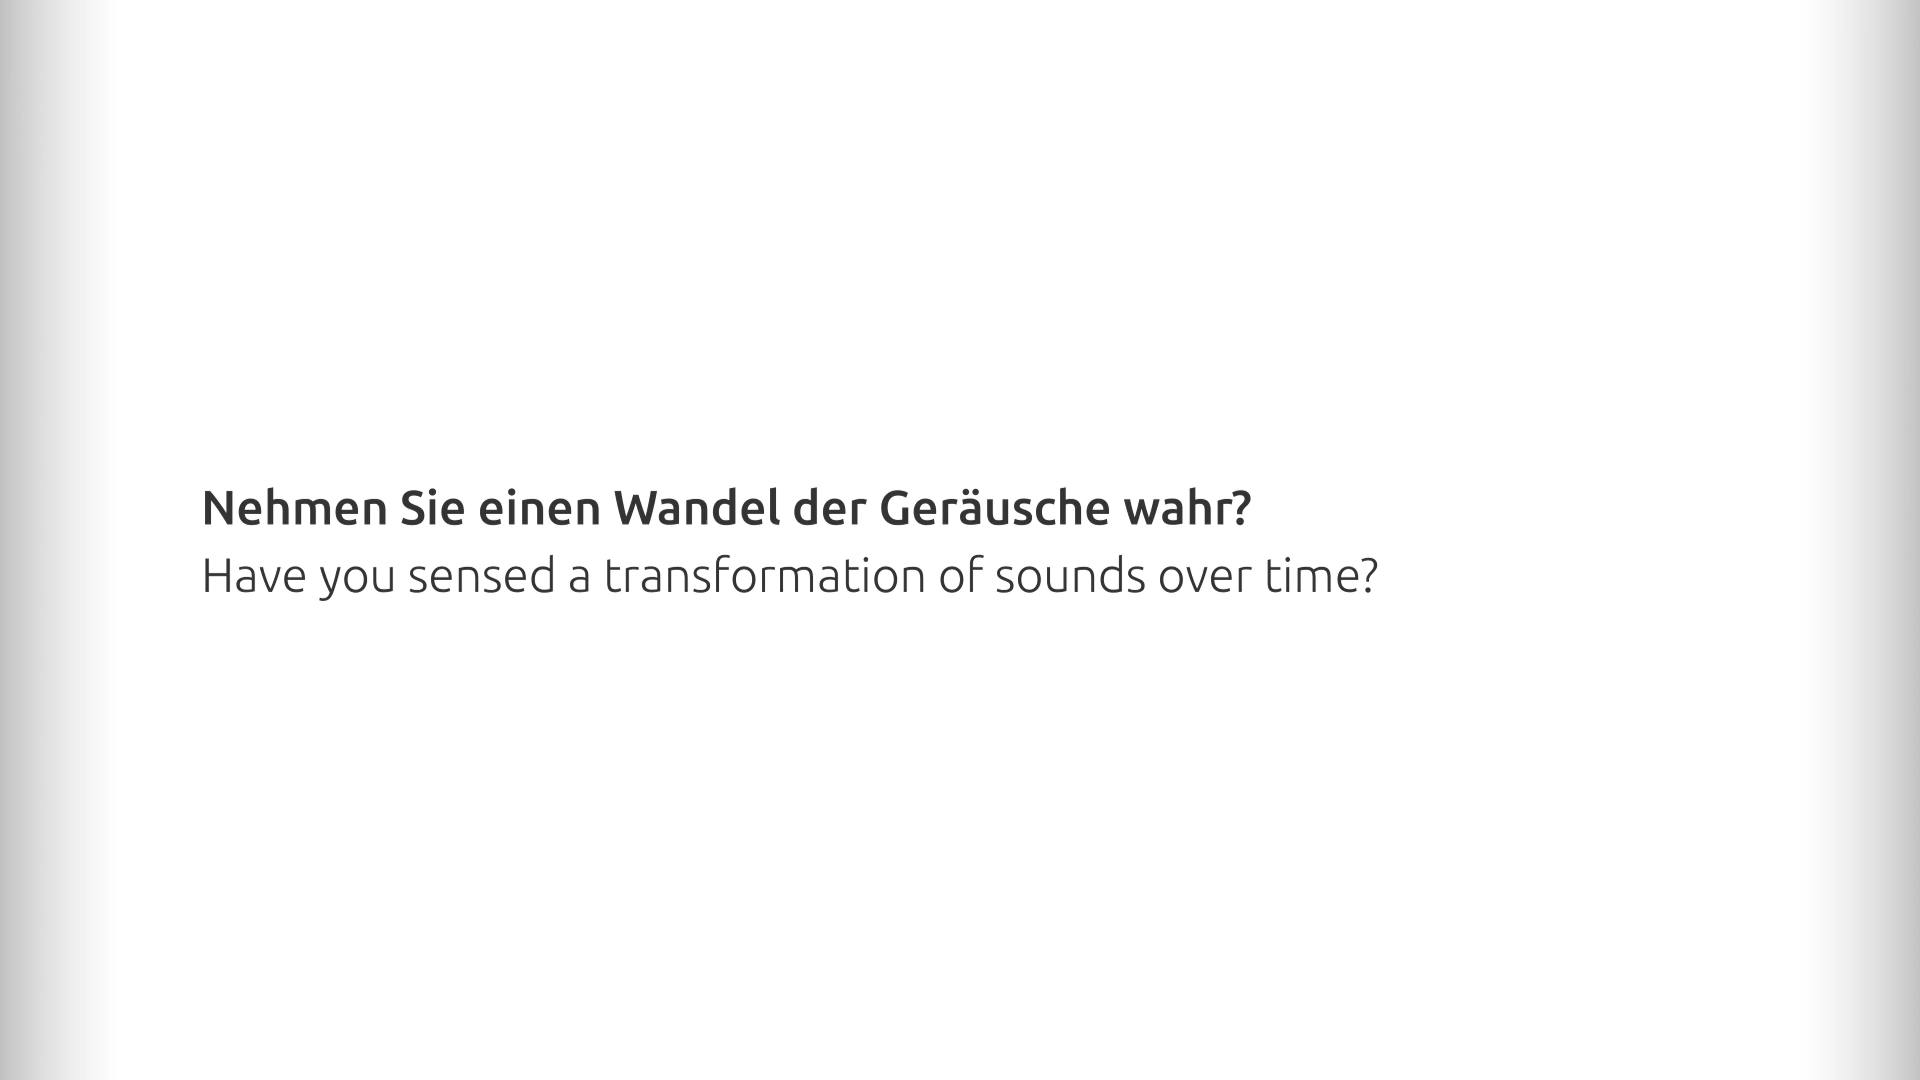 Nehmen Sie einen Wandel der Geräusche wahr?
Have you sensed a transformation of sounds over time?